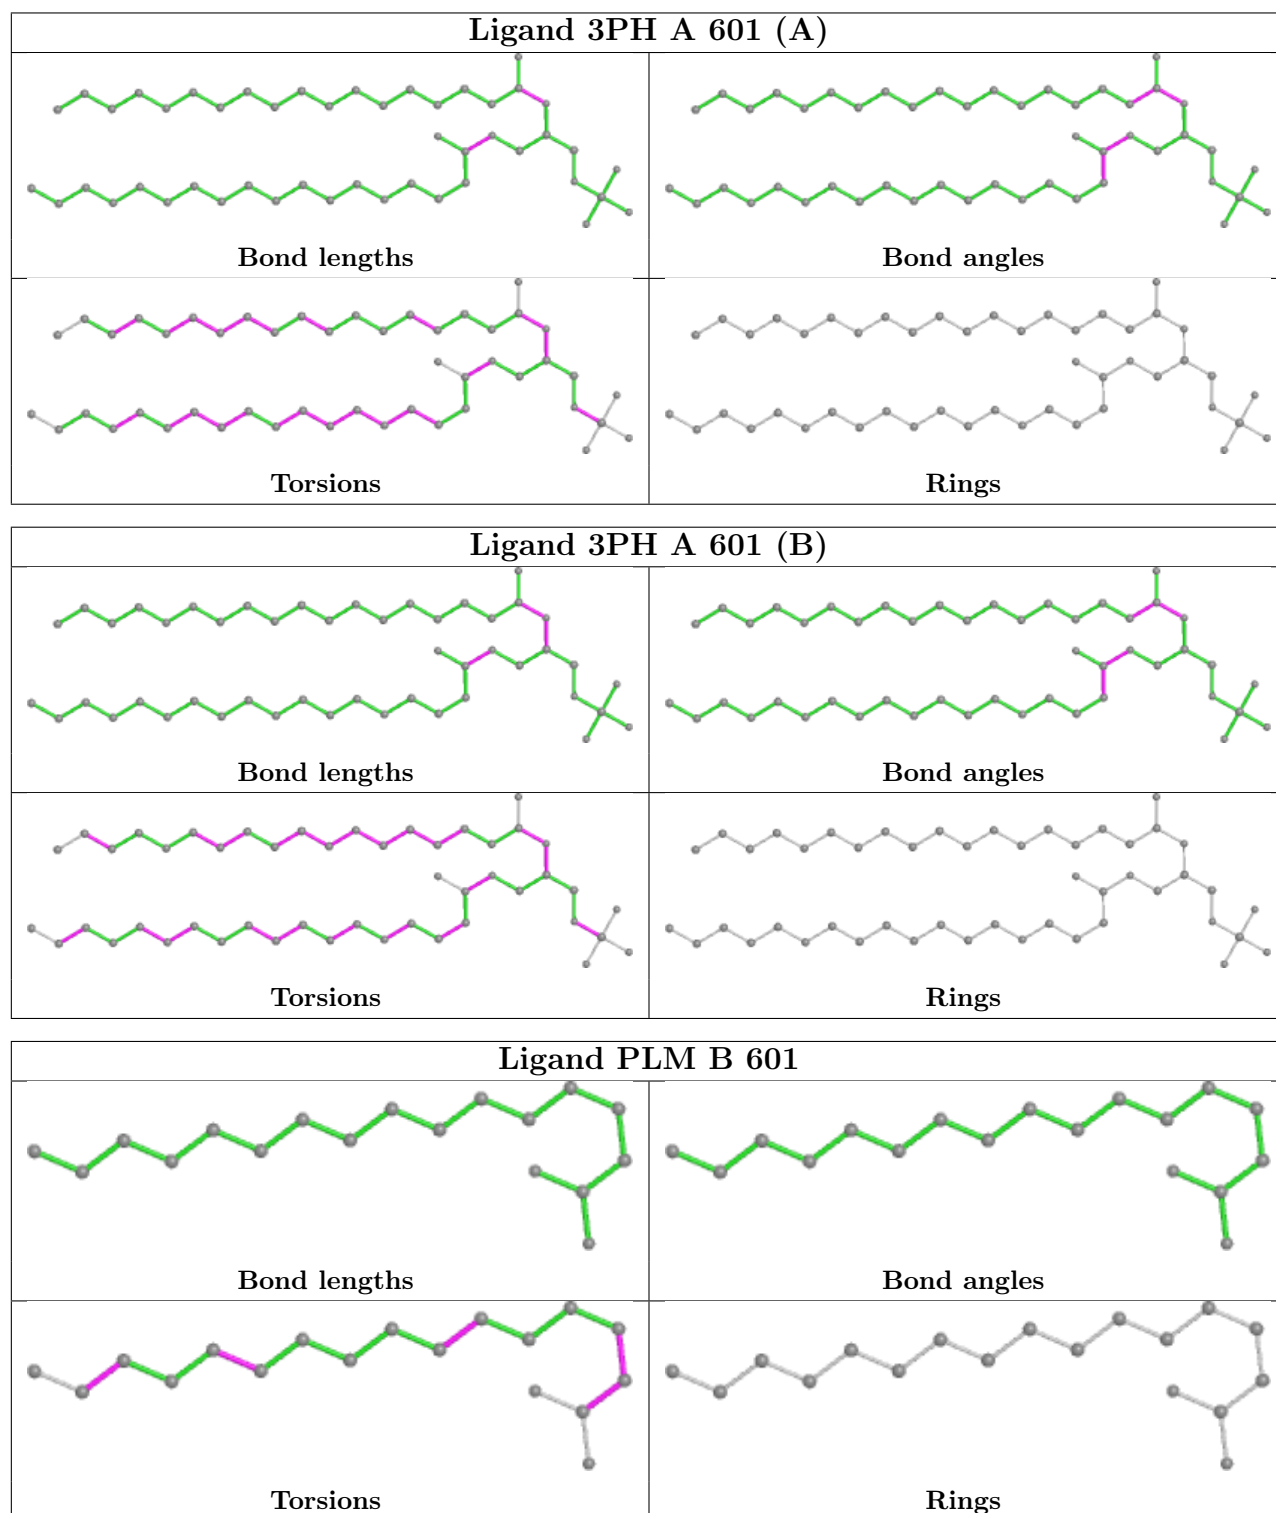 Ligand 3PH A 601 (A)
Bond lengths
Bond angles
Torsions
Rings
Ligand 3PH A 601 (B)
Bond lengths
Bond angles
Torsions
Rings
Ligand PLM B 601
Bond lengths
Bond angles
Torsions
Rings